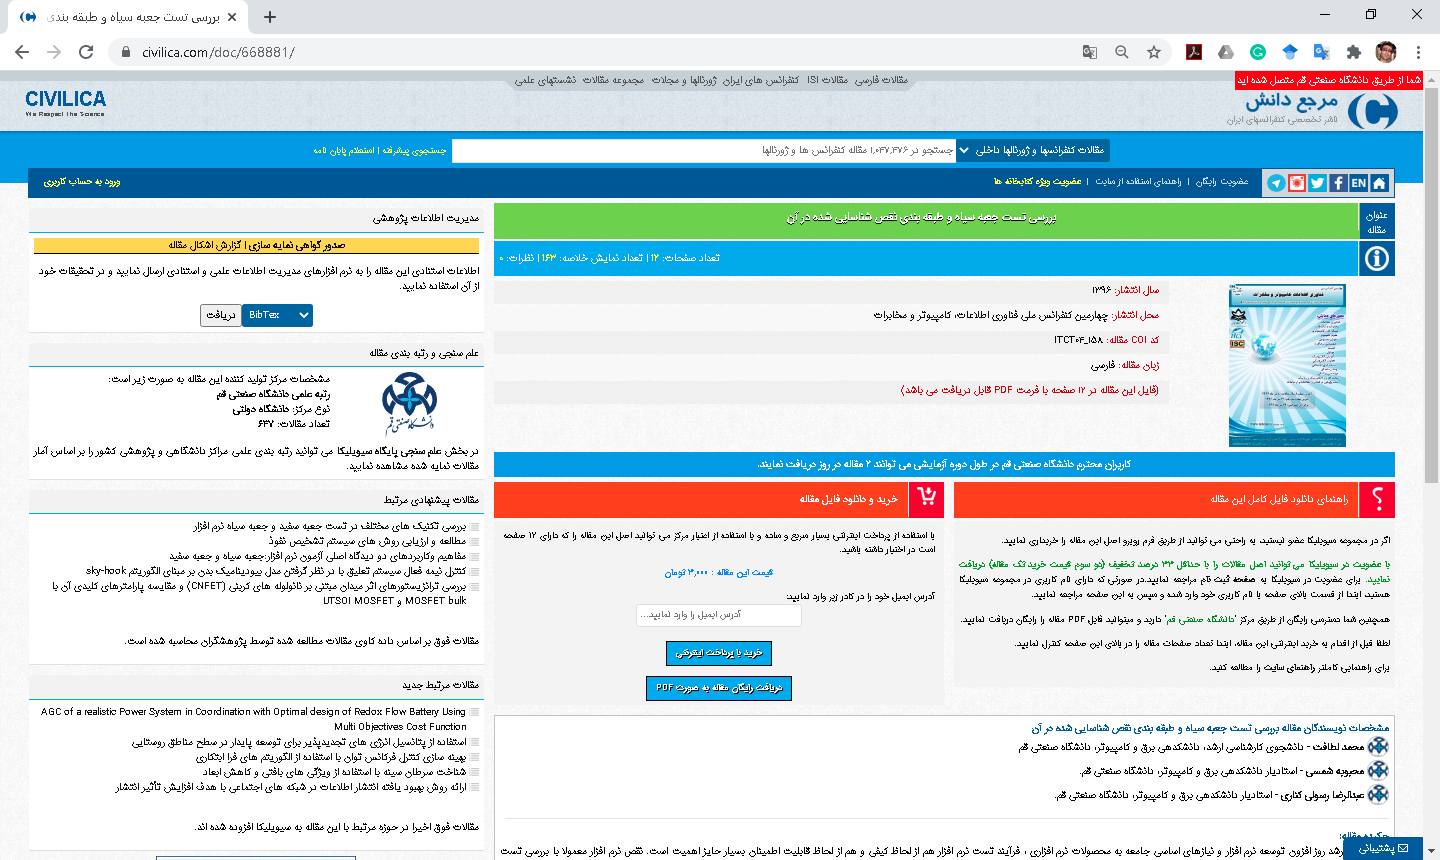 بررسی تست جعبه سیاه و طبقه بندی
civilica.com/doc/668881/
شما از طریق دانشگاه صنعتی قم متصل شده اید
مقالات فارسی مقالات ISI کنفرانس های ایران ژورنالها و مجلات مجموعه مقالات نشستهای علمی
مرجع دانش
ناشر تخصصی کنفرانسهای ایران
CIVILICA
We Respect the Science
مقالات کنفرانسها و ژورنالها داخلی
جستجو در ۱,۰۴۷,۴۷۶ مقاله کنفرانس ها و ژورنالها
جستجوی پیشرفته | استعلام پایان نامه
EN
عضویت رایگان | راهنمای استفاده از سایت | عضویت ویژه کتابخانه ها
ورود به حساب کاربری
عنوان مقاله
بررسی تست جعبه سیاه و طبقه بندی نقص شناسایی شده در آن
تعداد صفحات: ۱۲ | تعداد نمایش خلاصه: ۱۶۳ | نظرات: ۰
سال انتشار: ۱۳۹۶
محل انتشار: چهارمین کنفرانس ملی فناوری اطلاعات، کامپیوتر و مخابرات
کد COI مقاله: ITCT04_158
زبان مقاله: فارسی
(فایل این مقاله در ۱۲ صفحه با فرمت PDF قابل دریافت می باشد)
کاربران محترم دانشگاه صنعتی قم در طول دوره آزمایشی می توانند ۲ مقاله در روز دریافت نمایند.
راهنمای دانلود فایل کامل این مقاله
اگر در مجموعه سیویلیکا عضو نیستید، به راحتی می توانید از طریق فرم روبرو اصل این مقاله را خریداری نمایید.
با عضویت در سیویلیکا می توانید اصل مقالات را با حداقل ۳۳ درصد تخفیف (دو سوم قیمت خرید تک مقاله) دریافت
نمایید. برای عضویت در سیویلیکا به صفحه ثبت نام مراجعه نمایید.در صورتی که دارای نام کاربری در مجموعه سیویلیکا
هستید، ابتدا از قسمت بالای صفحه با نام کاربری خود وارد شده و سپس به این صفحه مراجعه نمایید.
همچنین شما دسترسی رایگان از طریق مرکز "دانشگاه صنعتی قم" دارید و میتوانید فایل PDF مقاله را رایگان دریافت نمایید.
لطفا قبل از اقدام به خرید اینترنتی این مقاله، ابتدا تعداد صفحات مقاله را در بالای این صفحه کنترل نمایید.
برای راهنمایی کاملتر راهنمای سایت را مطالعه کنید.
خرید و دانلود فایل مقاله
با استفاده از پرداخت اینترنتی بسیار سریع و ساده و با استفاده از اعتبار مرکز می توانید اصل این مقاله را که دارای ۱۲ صفحه
است در اختیار داشته باشید.
قیمت این مقاله : ۳,۰۰۰ تومان
آدرس ایمیل خود را در کادر زیر وارد نمایید:
آدرس ایمیل را وارد نمایید...
خرید با پرداخت اینترنتی
دریافت رایگان مقاله به صورت PDF
مشخصات نویسندگان مقاله بررسی تست جعبه سیاه و طبقه بندی نقص شناسایی شده در آن
محمد لطافت - دانشجوی کارشناسی ارشد، دانشکدهی برق و کامپیوتر، دانشگاه صنعتی قم
محبوبه شمسی - استادیار دانشکدهی برق و کامپیوتر، دانشگاه صنعتی قم.
عبدالرضا رسولی کناری - استادیار دانشکدهی برق و کامپیوتر، دانشگاه صنعتی قم.
چکیده مقاله:
رشد روز افزون توسعه نرم افزار و نیازهای اساسی جامعه به محصولات نرم افزاری ، فرآیند تست نرم افزار هم از لحاظ کیفی و هم از لحاظ قابلیت اطمینان بسیار حایز اهمیت است. نقص نرم افزار معمولا با بررسی تست
پشتیبانی
مدیریت اطلاعات پژوهشی
صدور گواهی نمایه سازی | گزارش اشکال مقاله
اطلاعات استنادی این مقاله را به نرم افزارهای مدیریت اطلاعات علمی و استنادی ارسال نمایید و در تحقیقات خود
از آن استفاده نمایید.
BibTex دریافت
علم سنجی و رتبه بندی مقاله
دانشگاه صنعتی قم
مشخصات مرکز تولید کننده این مقاله به صورت زیر است:
رتبه علمی دانشگاه صنعتی قم
نوع مرکز: دانشگاه دولتی
تعداد مقالات: ۶۳۷
در بخش علم سنجی پایگاه سیویلیکا می توانید رتبه بندی علمی مراکز دانشگاهی و پژوهشی کشور را بر اساس آمار
مقالات نمایه شده مشاهده نمایید.
مقالات پیشنهادی مرتبط
بررسی تکنیک های مختلف در تست جعبه سفید و جعبه سیاه نرم افزار
مطالعه و ارزیابی روش های سیستم تشخیص نفوذ
مفاهیم وکاربردهای دو دیدگاه اصلی آزمون نرم افزار:جعبه سیاه و جعبه سفید
کنترل نیمه فعال سیستم تعلیق با در نظر گرفتن مدل بیودینامیک بدن بر مبنای الگوریتم sky-hook
بررسی ترانزیستورهای اثر میدان مبتنی بر نانولوله های کربنی (CNFET) و مقایسه پارامترهای کلیدی آن با
MOSFET bulk و UTSOI MOSFET
مقالات فوق بر اساس داده کاوی مقالات مطالعه شده توسط پژوهشگران محاسبه شده است.
مقالات مرتبط جدید
AGC of a realistic Power System in Coordination with Optimal design of Redox Flow Battery Using
Multi Objectives Cost Function
استفاده از پتانسیل انرژی های تجدیدپذیر برای توسعه پایدار در سطح مناطق روستایی
بهینه سازی کنترل فرکانس توان با استفاده از الگوریتم های فرا ابتکاری
شناخت سرطان سینه با استفاده از ویژگی های بافتی و کاهش ابعاد
ارائه روش بهبود یافته انتشار اطلاعات در شبکه های اجتماعی با هدف افزایش تأثیر انتشار
مقالات فوق اخیرا در حوزه مرتبط با این مقاله به سیویلیکا افزوده شده اند.